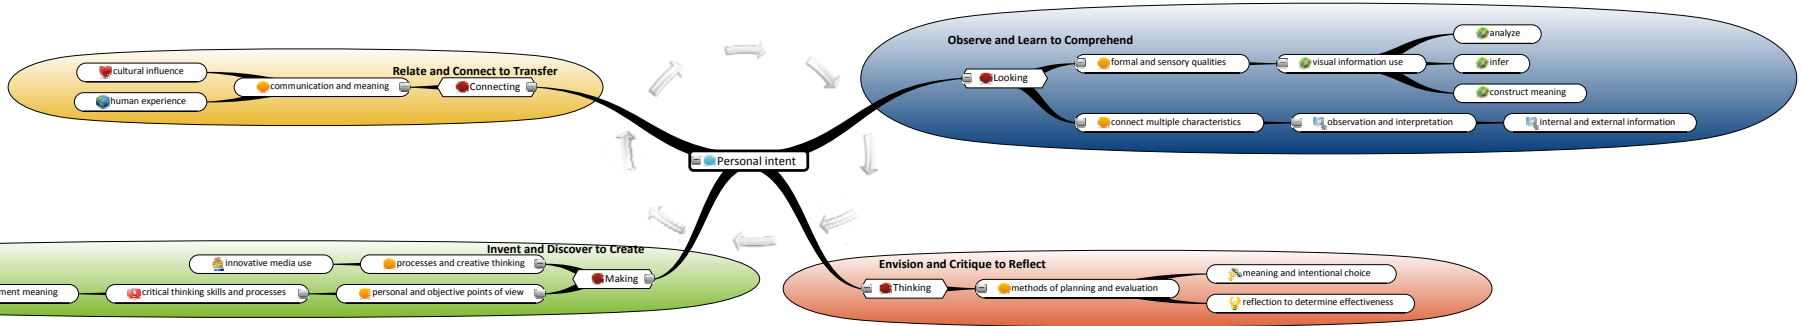 Observe and Learn to Comprehend
Looking
formal and sensory qualities
visual information use
analyze
infer
construct meaning
connect multiple characteristics
observation and interpretation
internal and external information
Relate and Connect to Transfer
Connecting
communication and meaning
cultural influence
human experience
Personal intent
Invent and Discover to Create
Making
processes and creative thinking
innovative media use
personal and objective points of view
critical thinking skills and processes
meaning
Envision and Critique to Reflect
Thinking
methods of planning and evaluation
meaning and intentional choice
reflection to determine effectiveness